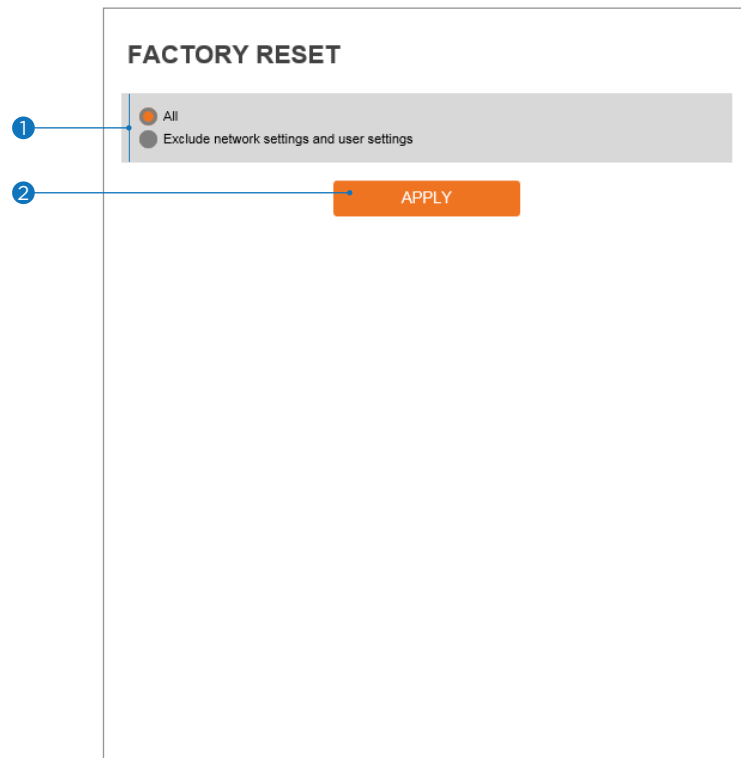 FACTORY RESET
1
All
Exclude network settings and user settings
2
APPLY